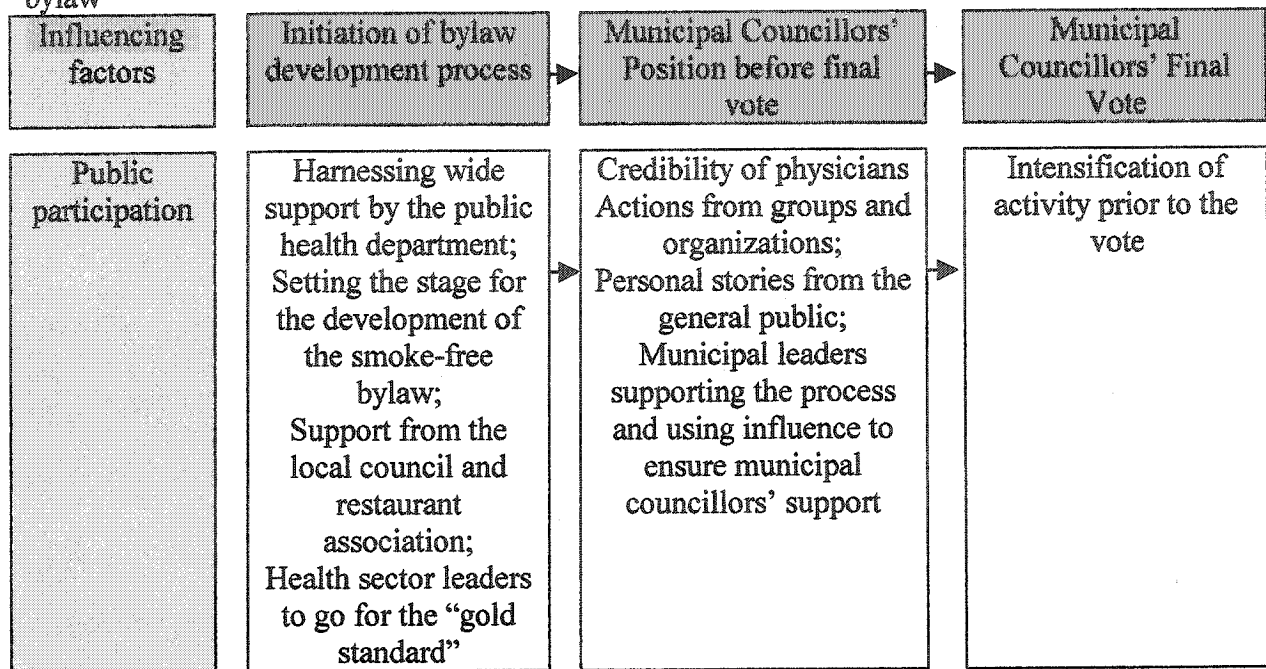 bylaw
Influencing
factors
Initiation of bylaw
development process
Municipal Councillors'
Position before final
vote
Municipal
Councillors' Final
Vote
Public
participation
Harnessing wide
support by the public
health department;
Setting the stage for
the development of
the smoke-free
bylaw;
Support from the
local council and
restaurant
association;
Health sector leaders
to go for the “gold
standard”
Credibility of physicians
Actions from groups and
organizations;
Personal stories from the
general public;
Municipal leaders
supporting the process
and using influence to
ensure municipal
councillors' support
Intensification of
activity prior to the
vote